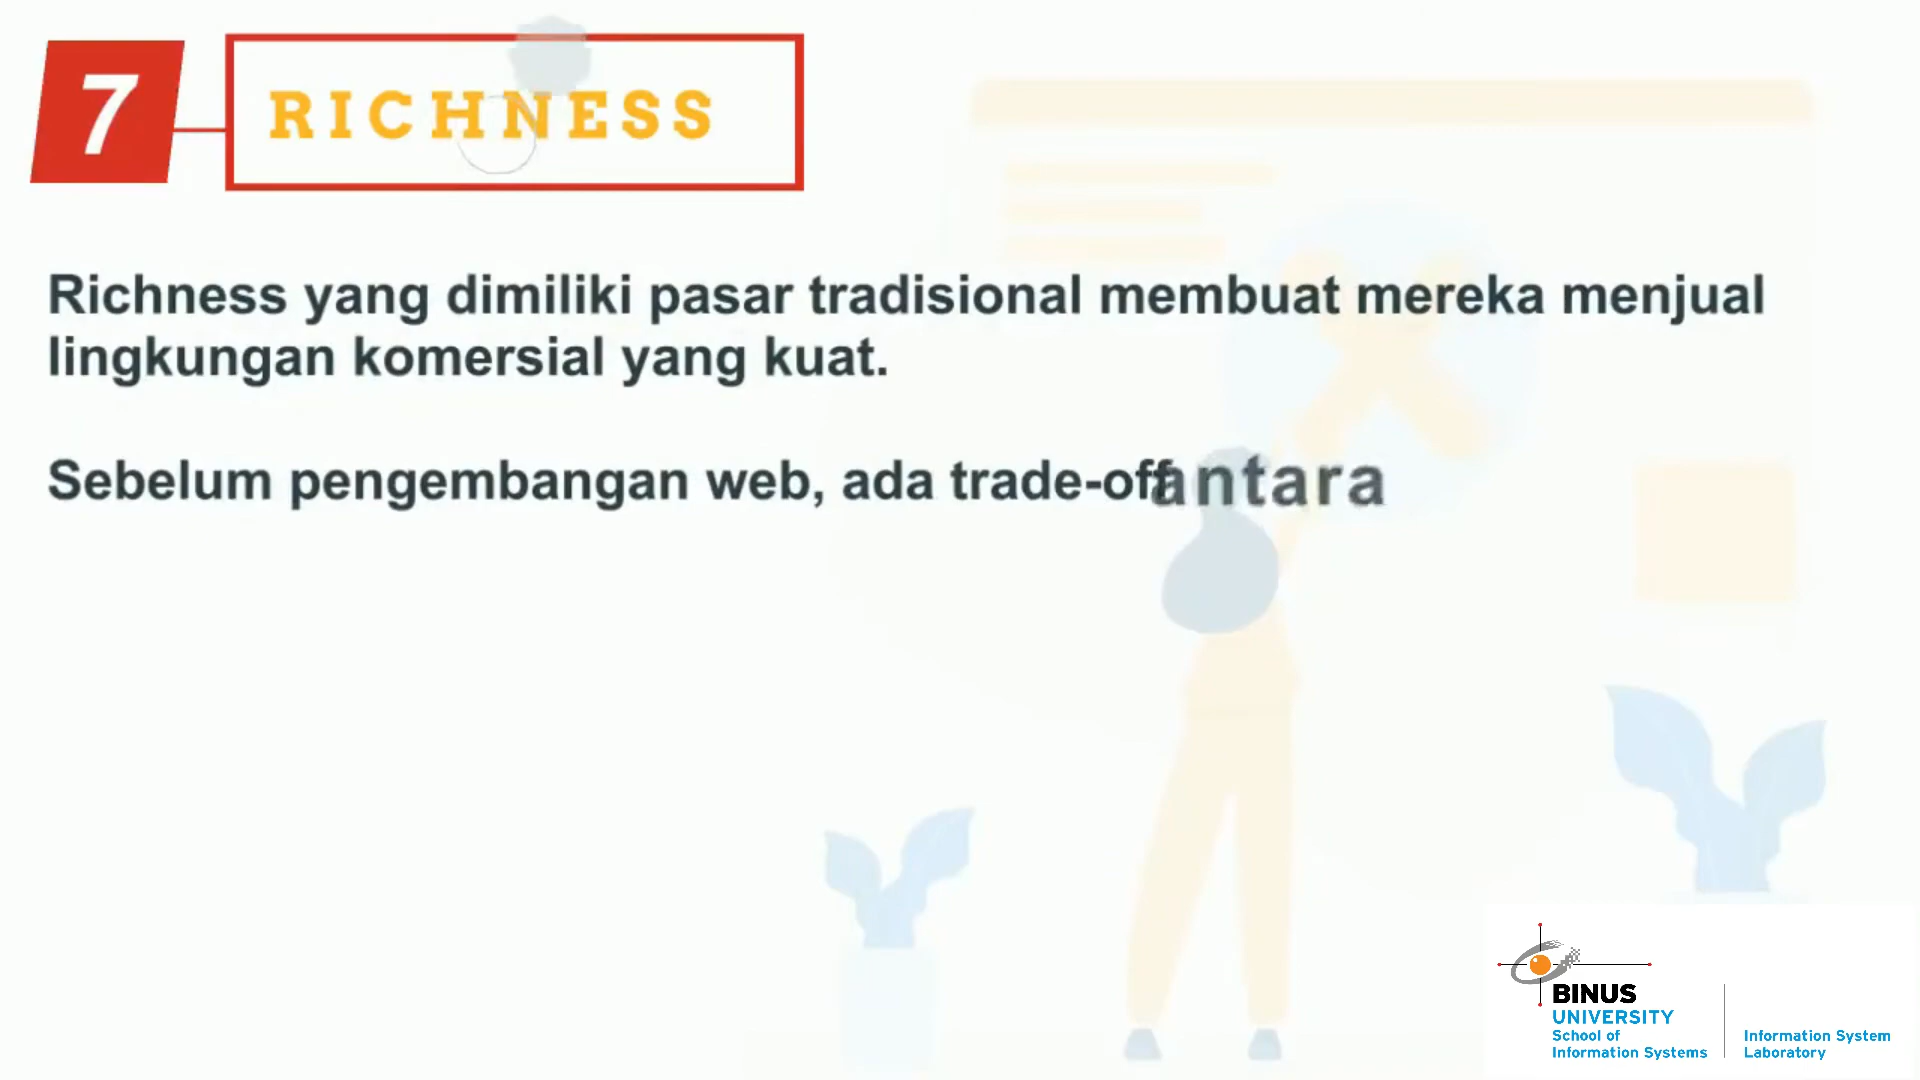 7
RICHNESS
Richness yang dimiliki pasar tradisional membuat mereka menjual
lingkungan komersial yang kuat.
Sebelum pengembangan web, ada trade-off antara
BINUS
UNIVERSITY
School of
Information Systems
Information System
Laboratory